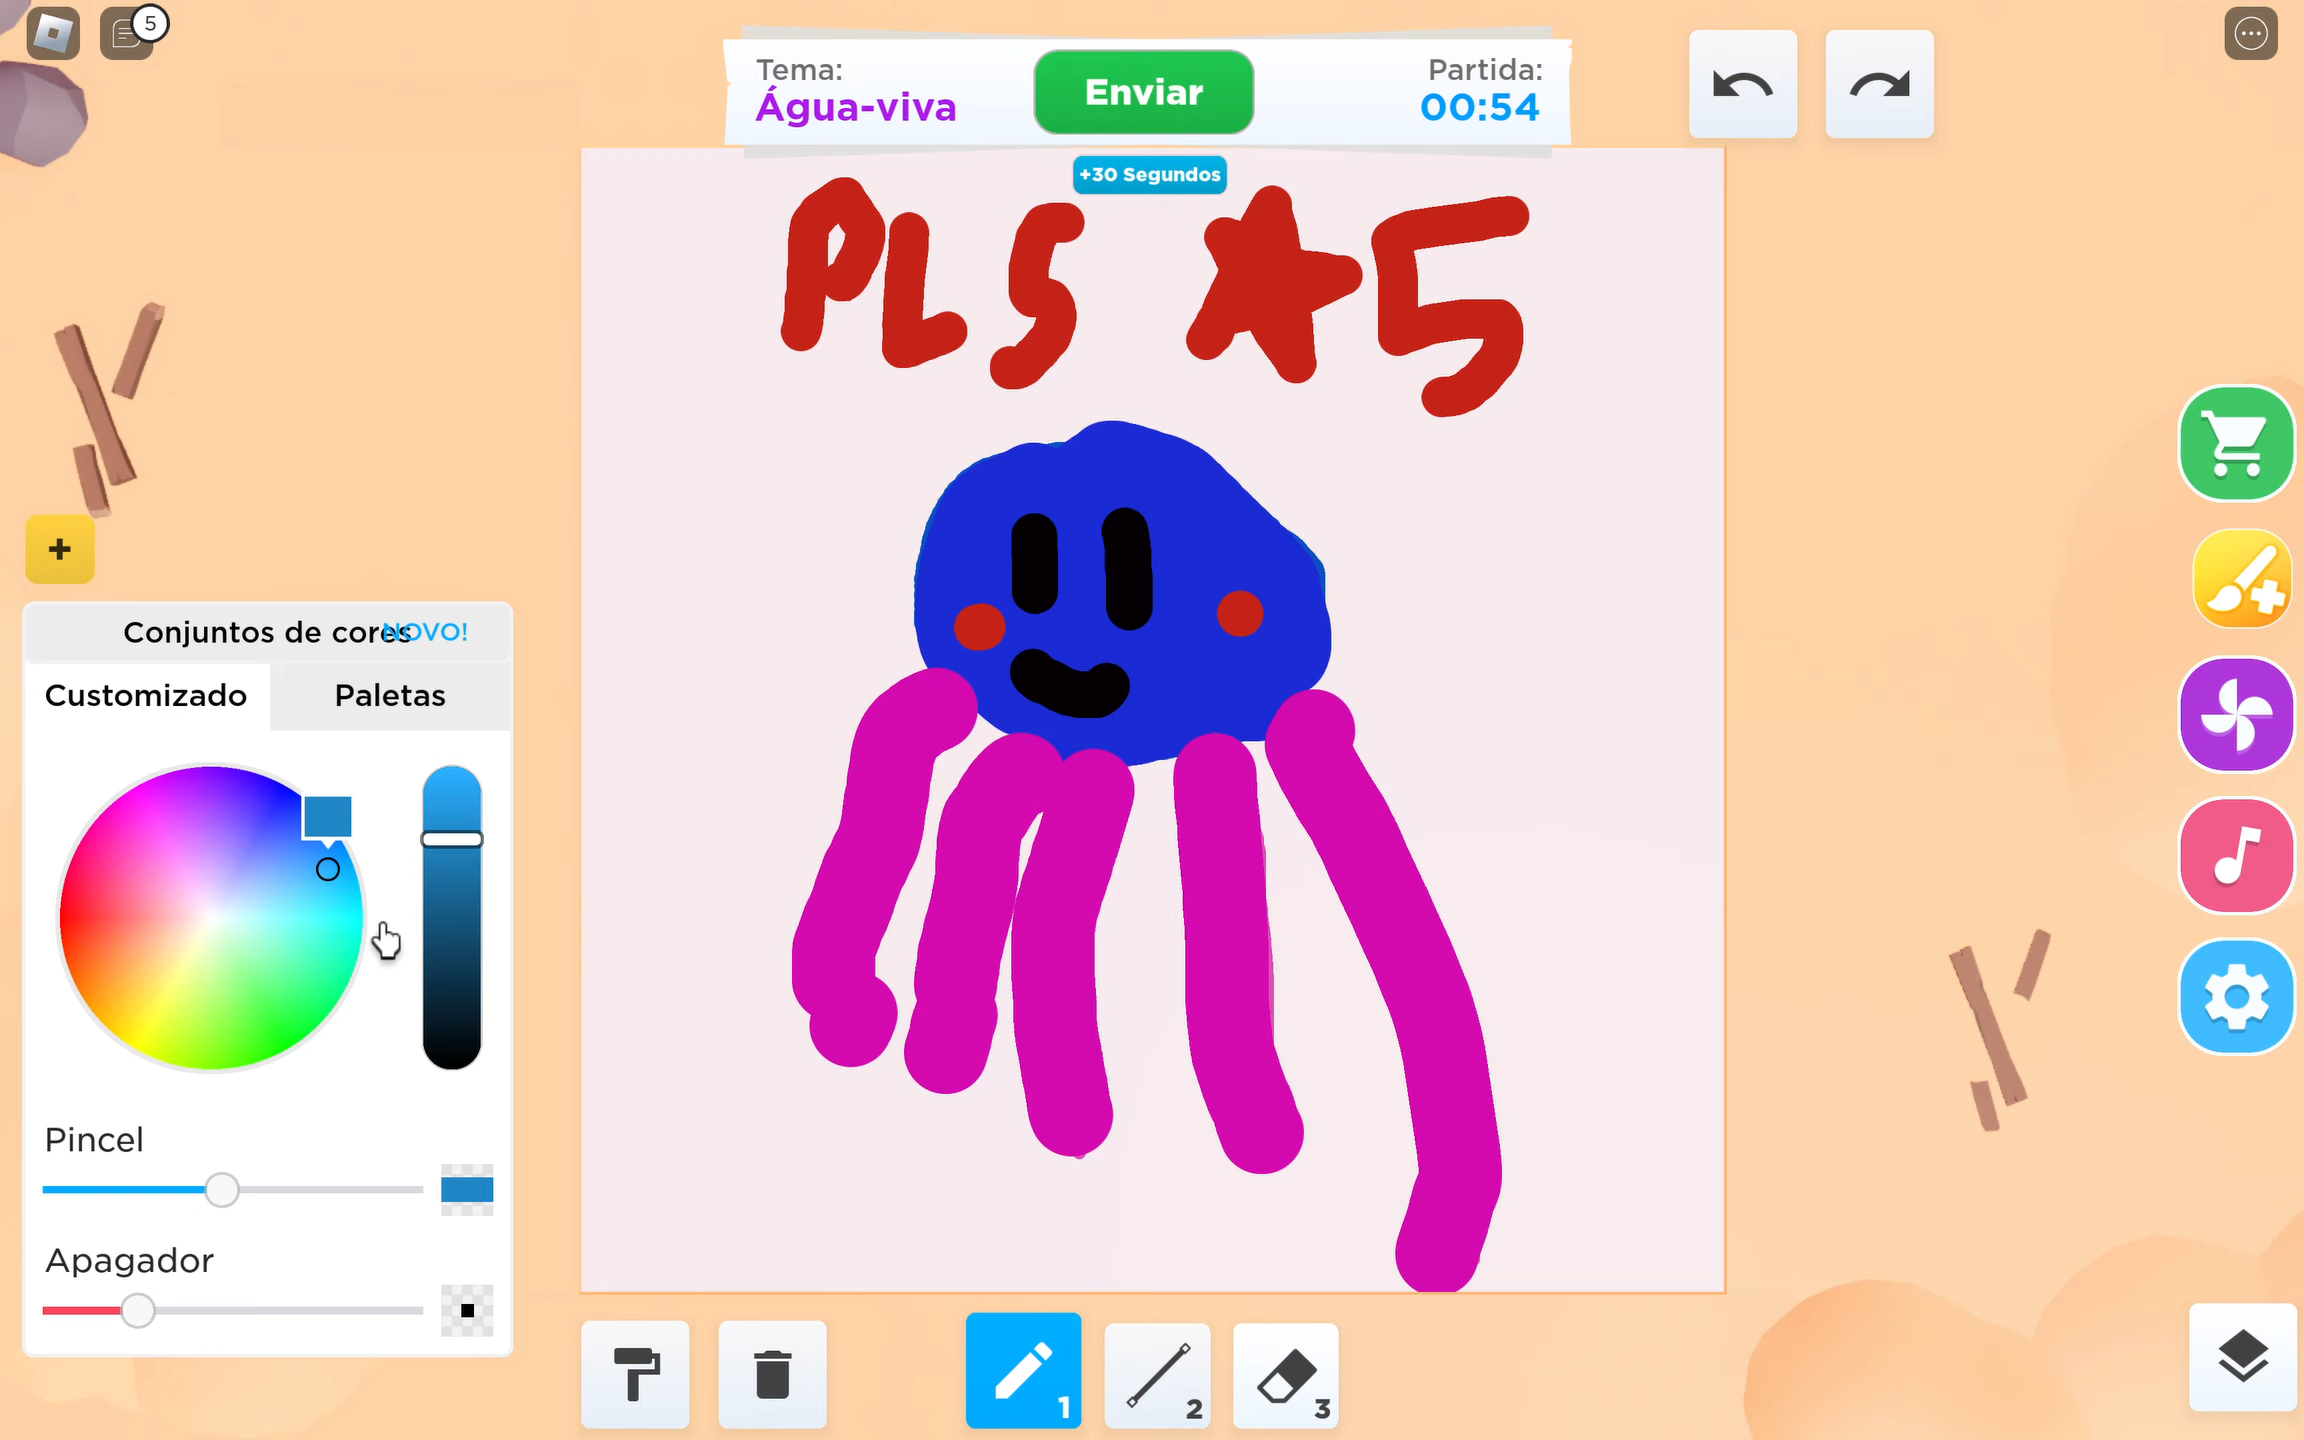 5
Tema:
Água-viva
Enviar
Partida:
00:54
+30 Segundos
PLS ★5
+
Conjuntos de cores NOVO!
Customizado
Paletas
Pincel
Apagador
1
2
3